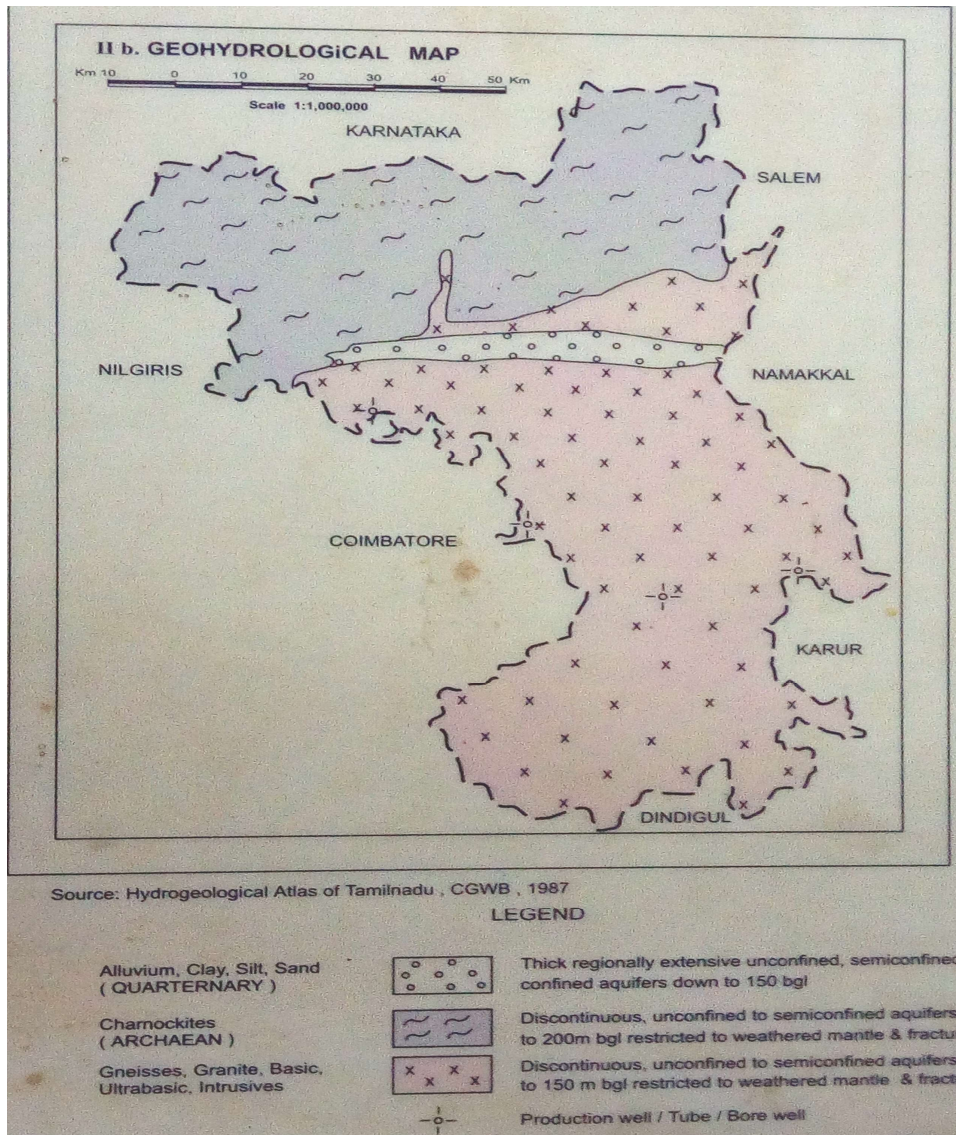 II b. GEOHYDROLOGiCAL MAP
Km 10 0 10 20 30 40 50 Km
Scale 1:1,000,000
KARNATAKA
SALEM
NILGIRIS
NAMAKKAL
COIMBATORE
KARUR
DINDIGUL
Source: Hydrogeological Atlas of Tamilnadu , CGWB , 1987
LEGEND
Alluvium, Clay, Silt, Sand
( QUARTERNARY )
Thick regionally extensive unconfined, semiconfined
confined aquifers down to 150 bgl
Charnockites
( ARCHAEAN )
Discontinuous, unconfined to semiconfined aquifers
to 200m bgl restricted to weathered mantle & fractu
Gneisses, Granite, Basic,
Ultrabasic, Intrusives
Discontinuous, unconfined to semiconfined aquifers
to 150 m bgl restricted to weathered mantle & fract
Production well / Tube / Bore well